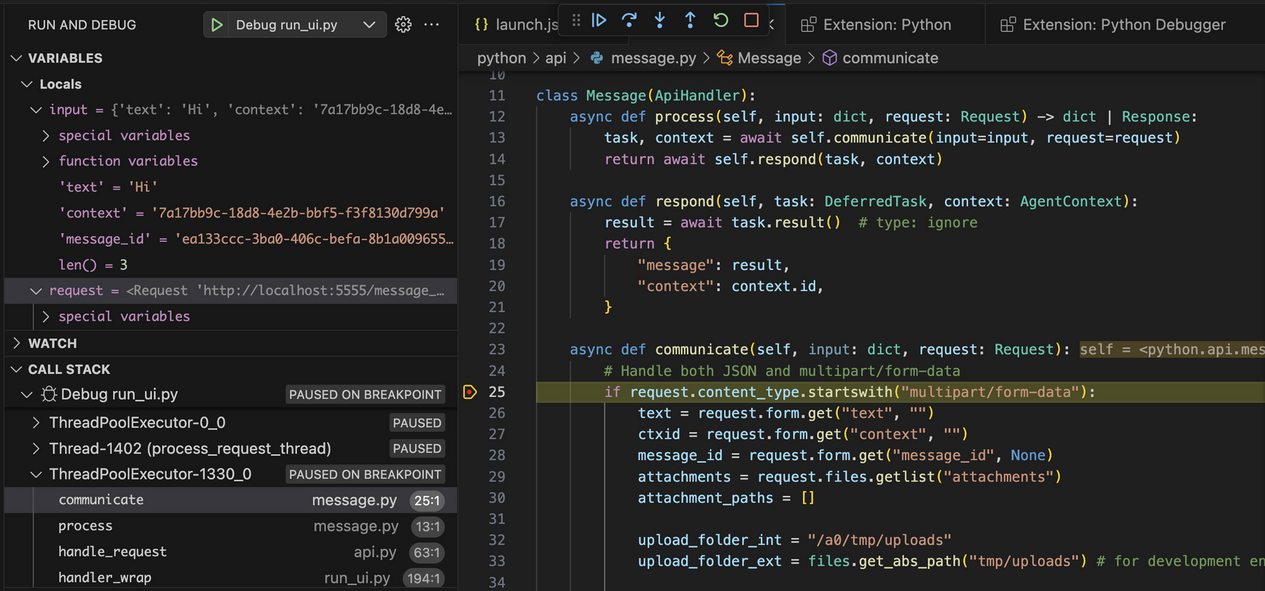 RUN AND DEBUG
Debug run_ui.py
VARIABLES
Locals
input = {'text': 'Hi', 'context': '7a17bb9c-18d8-4e…
special variables
function variables
'text' = 'Hi'
'context' = '7a17bb9c-18d8-4e2b-bbf5-f3f8130d799a'
'message_id' = 'ea133ccc-3ba0-406c-befa-8b1a009655…
len() = 3
request = <Request 'http://localhost:5555/message_…
special variables
WATCH
CALL STACK
Debug run_ui.py PAUSED ON BREAKPOINT
ThreadPoolExecutor-0_0 PAUSED
Thread-1402 (process_request_thread) PAUSED
ThreadPoolExecutor-1330_0 PAUSED ON BREAKPOINT
communicate message.py 25:1
process message.py 13:1
handle_request api.py 63:1
handler_wrap run_ui.py 194:1
{} launch.js
Extension: Python
Extension: Python Debugger
python > api > message.py > Message > communicate
10
11 class Message(ApiHandler):
12 async def process(self, input: dict, request: Request) -> dict | Response:
13 task, context = await self.communicate(input=input, request=request)
14 return await self.respond(task, context)
15
16 async def respond(self, task: DeferredTask, context: AgentContext):
17 result = await task.result()  # type: ignore
18 return {
19 "message": result,
20 "context": context.id,
21 }
22
23 async def communicate(self, input: dict, request: Request): self = <python.api.mes
24 # Handle both JSON and multipart/form-data
25 if request.content_type.startswith("multipart/form-data"):
26 text = request.form.get("text", "")
27 ctxid = request.form.get("context", "")
28 message_id = request.form.get("message_id", None)
29 attachments = request.files.getlist("attachments")
30 attachment_paths = []
31
32 upload_folder_int = "/a0/tmp/uploads"
33 upload_folder_ext = files.get_abs_path("tmp/uploads") # for development en
34